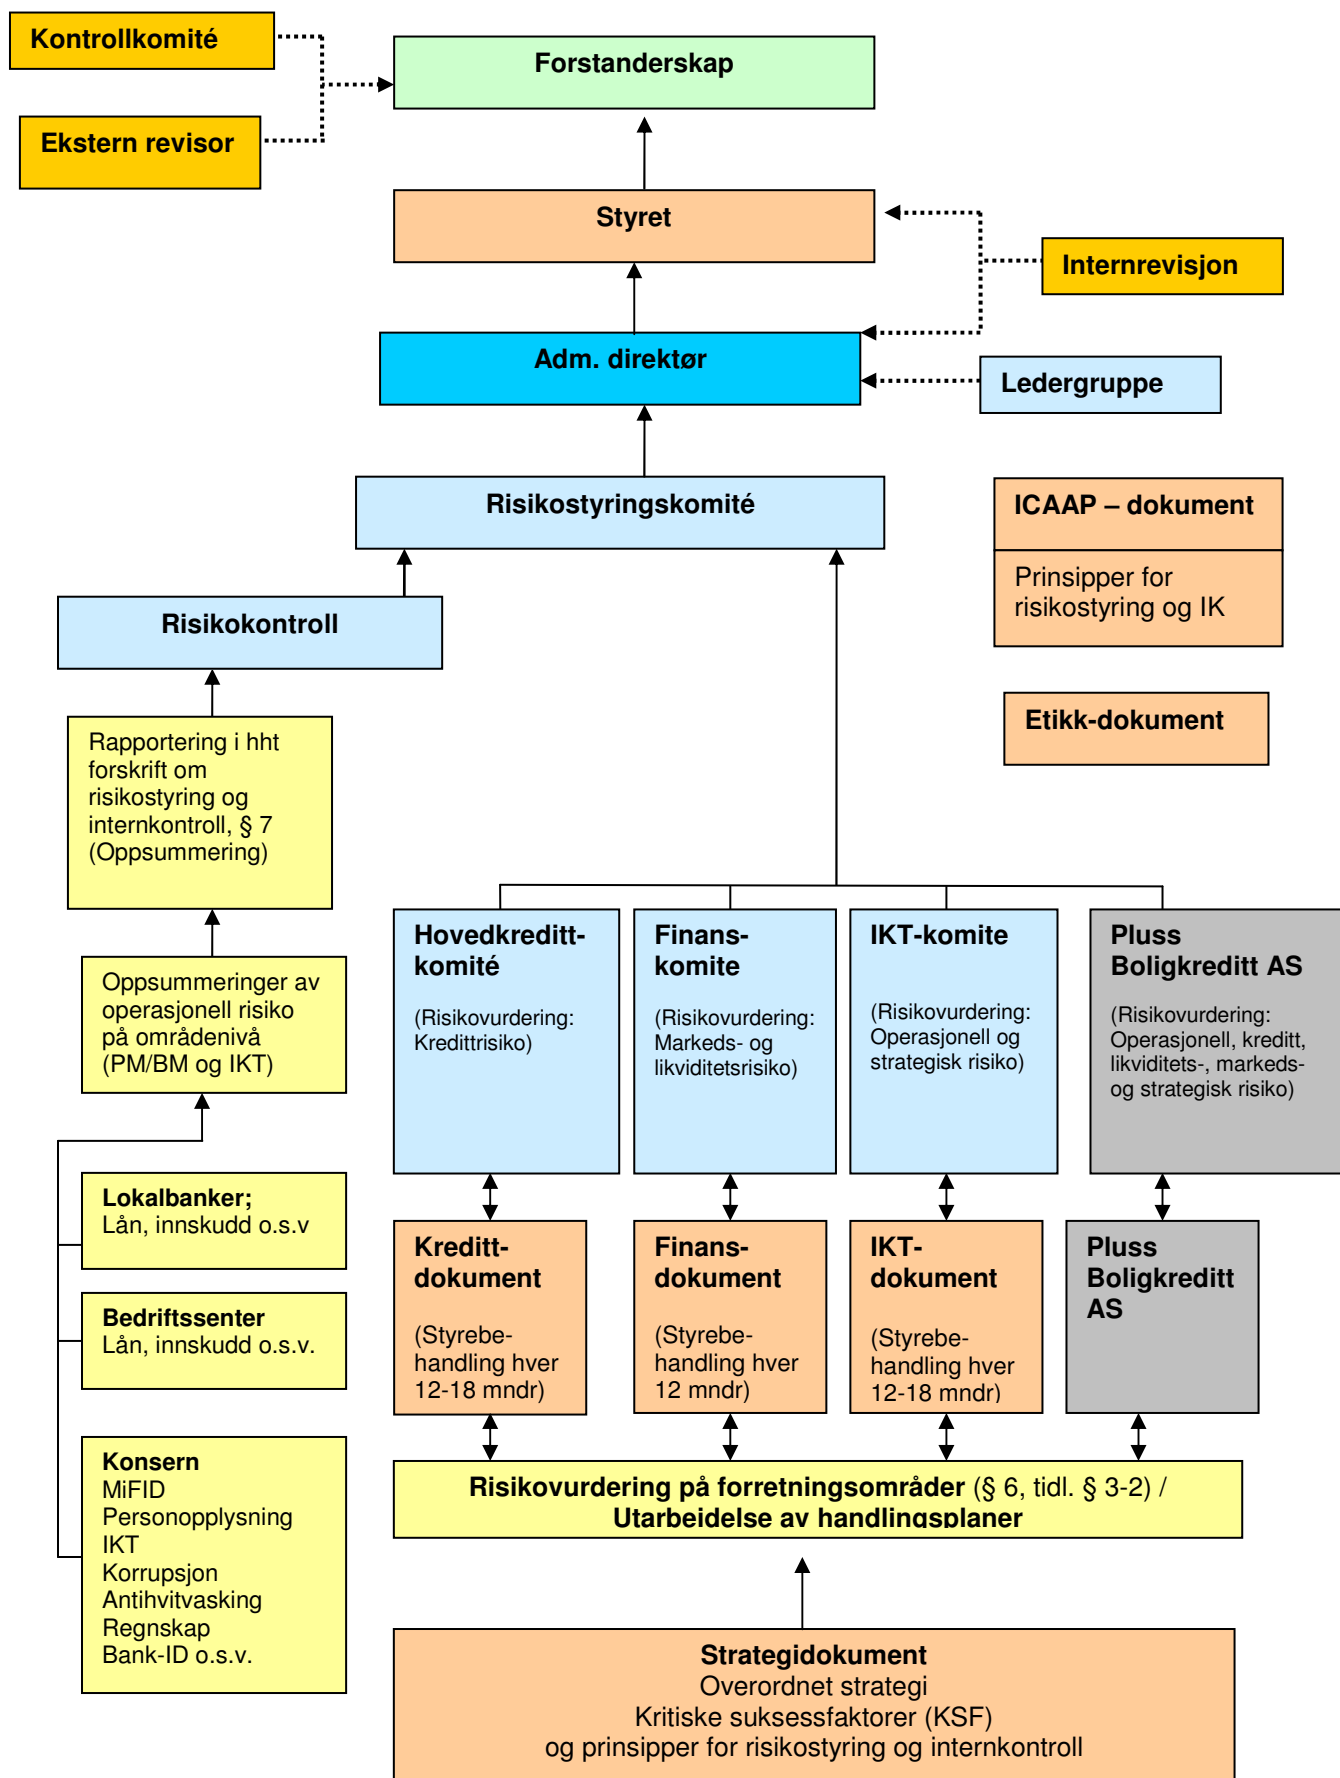 Kontrollkomité
Forstanderskap
Ekstern revisor
Styret
Internrevisjon
Adm. direktør
Ledergruppe
Risikostyringskomité
ICAAP – dokument
Prinsipper for
risikostyring og IK
Risikokontroll
Etikk-dokument
Rapportering i hht
forskrift om
risikostyring og
internkontroll, § 7
(Oppsummering)
Oppsummeringer av
operasjonell risiko
på områdenivå
(PM/BM og IKT)
Lokalbanker;
Lån, innskudd o.s.v
Bedriftssenter
Lån, innskudd o.s.v.
Konsern
MiFID
Personopplysning
IKT
Korrupsjon
Antihvitvasking
Regnskap
Bank-ID o.s.v.
Hovedkreditt-
komité
(Risikovurdering:
Kredittrisiko)
Finans-
komite
(Risikovurdering:
Markeds- og
likviditetsrisiko)
IKT-komite
(Risikovurdering:
Operasjonell og
strategisk risiko)
Pluss
Boligkreditt AS
(Risikovurdering:
Operasjonell, kreditt,
likviditets-, markeds-
og strategisk risiko)
Kreditt-
dokument
(Styrebe-
handling hver
12-18 mndr)
Finans-
dokument
(Styrebe-
handling hver
12 mndr)
IKT-
dokument
(Styrebe-
handling hver
12-18 mndr)
Pluss
Boligkreditt
AS
Risikovurdering på forretningsområder (§ 6, tidl. § 3-2) /
Utarbeidelse av handlingsplaner
Strategidokument
Overordnet strategi
Kritiske suksessfaktorer (KSF)
og prinsipper for risikostyring og internkontroll